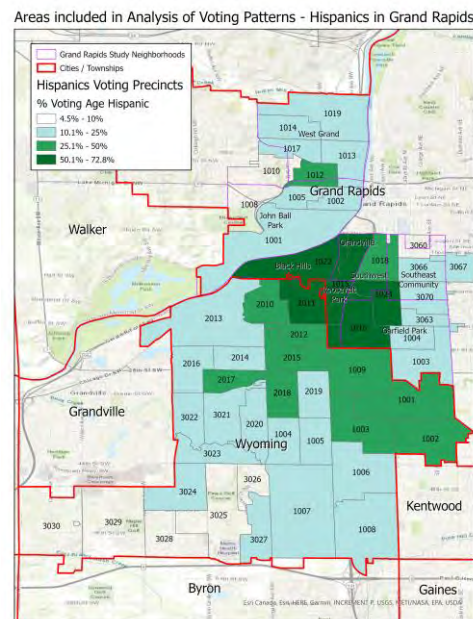 Areas included in Analysis of Voting Patterns - Hispanics in Grand Rapids
Grand Rapids Study Neighborhoods
Cities / Townships
Hispanics Voting Precincts
% Voting Age Hispanic
4.5% - 10%
10.1% - 25%
25.1% - 50%
50.1% - 72.8%
1019
1014
West Grand
1017
1013
1010
1012
Grand Rapids
1005
1002
1008
John Ball
Park
1001
Walker
Grandville
3060
Black Hills
1022
1018
Southwest
3066
3067
Southeast
Community
3070
Roosevelt
Park
2010
2011
2013
3063
Garfield Park
1004
2012
1003
2016
2014
2015
1009
2017
1001
Grandville
2018
2019
3022
3021
1003
2020
1002
Wyoming
1004
1005
3023
1006
3026
3024
Kentwood
3025
1007
3030
3029
3028
3027
1008
Byron
Gaines
Esri Canada, Esri, HERE, Garmin, INCREMENT P, USGS, METI/NASA, EPA, USDA